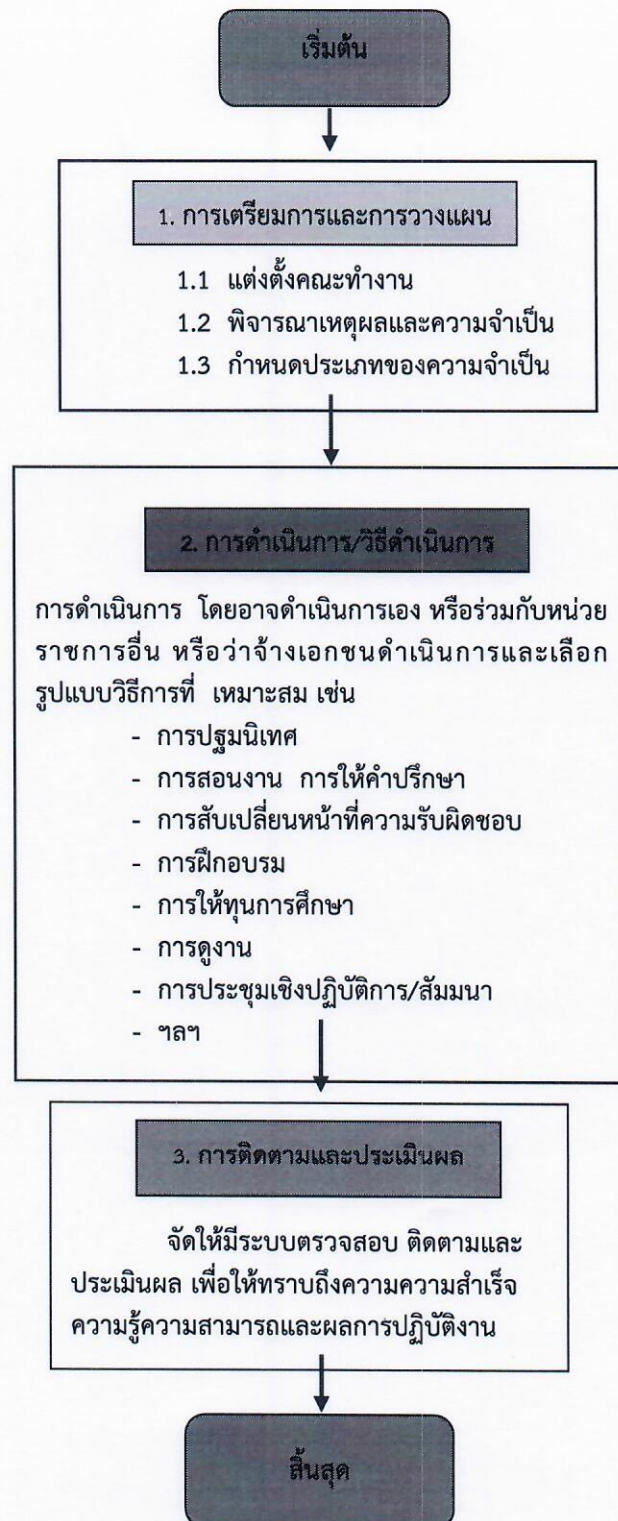 เริ่มต้น
1. การเตรียมการและการวางแผน
1.1 แต่งตั้งคณะทำงาน
1.2 พิจารณาเหตุผลและความจำเป็น
1.3 กำหนดประเภทของความจำเป็น
2. การดำเนินการ/วิธีดำเนินการ
การดำเนินการ โดยอาจดำเนินการเอง หรือร่วมกับหน่วย
ราชการอื่น หรือว่าจ้างเอกชนดำเนินการและเลือก
รูปแบบวิธีการที่ เหมาะสม เช่น
- การปฐมนิเทศ
- การสอนงาน การให้คำปรึกษา
- การสับเปลี่ยนหน้าที่ความรับผิดชอบ
- การฝึกอบรม
- การให้ทุนการศึกษา
- การดูงาน
- การประชุมเชิงปฏิบัติการ/สัมมนา
- ฯลฯ
3. การติดตามและประเมินผล
จัดให้มีระบบตรวจสอบ ติดตามและ
ประเมินผล เพื่อให้ทราบถึงความความสำเร็จ
ความรู้ความสามารถและผลการปฏิบัติงาน
สิ้นสุด